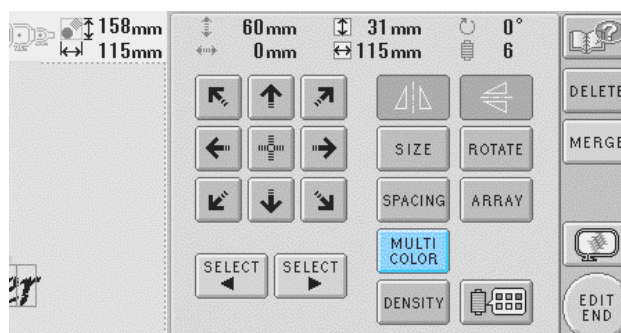 158mm
115mm
60mm 31mm 0°
0mm 115mm 6
DELETE
SIZE ROTATE MERGE
SPACING ARRAY
MULTI
COLOR
SELECT SELECT
DENSITY EDIT
END
er